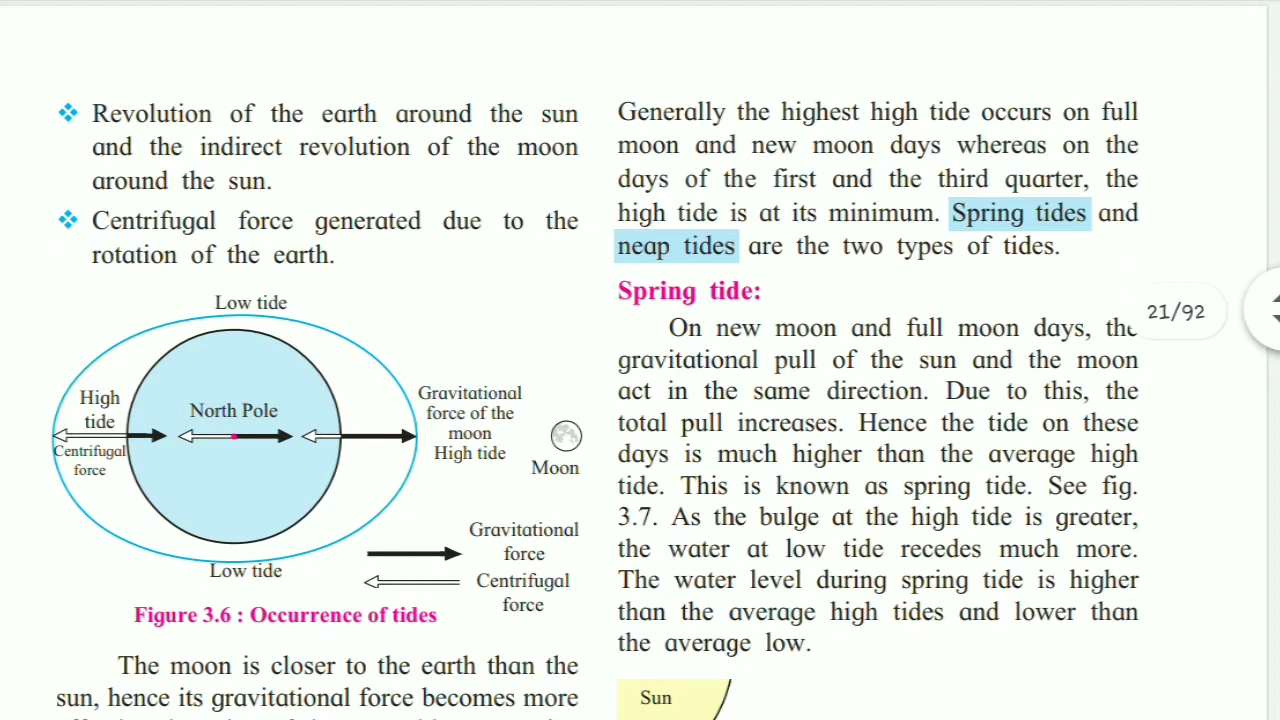 ❖ Revolution of the earth around the sun
and the indirect revolution of the moon
around the sun.
❖ Centrifugal force generated due to the
rotation of the earth.
Low tide
High
tide
Centrifugal
force
North Pole
Gravitational
force of the
moon
High tide
Moon
Gravitational
force
Centrifugal
force
Low tide
Figure 3.6 : Occurrence of tides
The moon is closer to the earth than the
sun, hence its gravitational force becomes more
Generally the highest high tide occurs on full
moon and new moon days whereas on the
days of the first and the third quarter, the
high tide is at its minimum. Spring tides and
neap tides are the two types of tides.
Spring tide:
On new moon and full moon days, the
gravitational pull of the sun and the moon
act in the same direction. Due to this, the
total pull increases. Hence the tide on these
days is much higher than the average high
tide. This is known as spring tide. See fig.
3.7. As the bulge at the high tide is greater,
the water at low tide recedes much more.
The water level during spring tide is higher
than the average high tides and lower than
the average low.
Sun
21/92